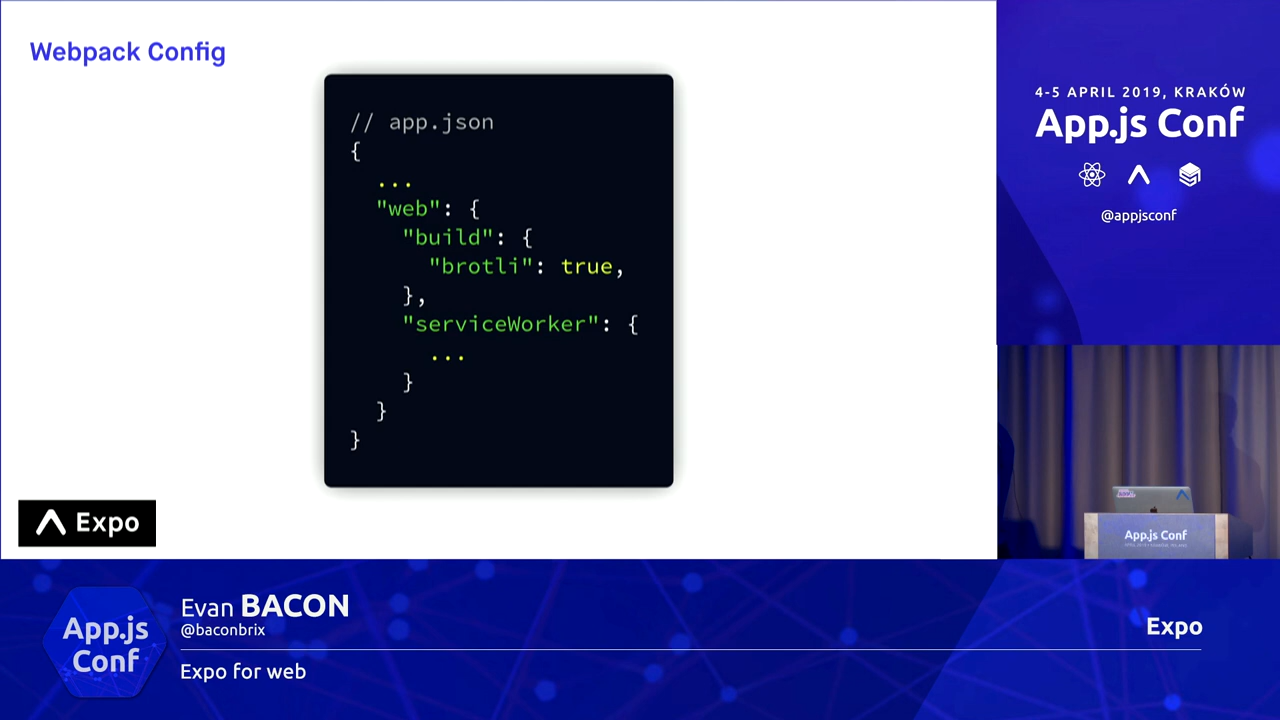 Webpack Config
// app.json
{
...
"web": {
"build": {
"brotli": true,
},
"serviceWorker": {
...
}
}
}
Expo
4-5 APRIL 2019, KRAKÓW
App.js Conf
@appjsconf
App.js Conf
App.js
Conf
Evan BACON
@baconbrix
Expo for web
Expo